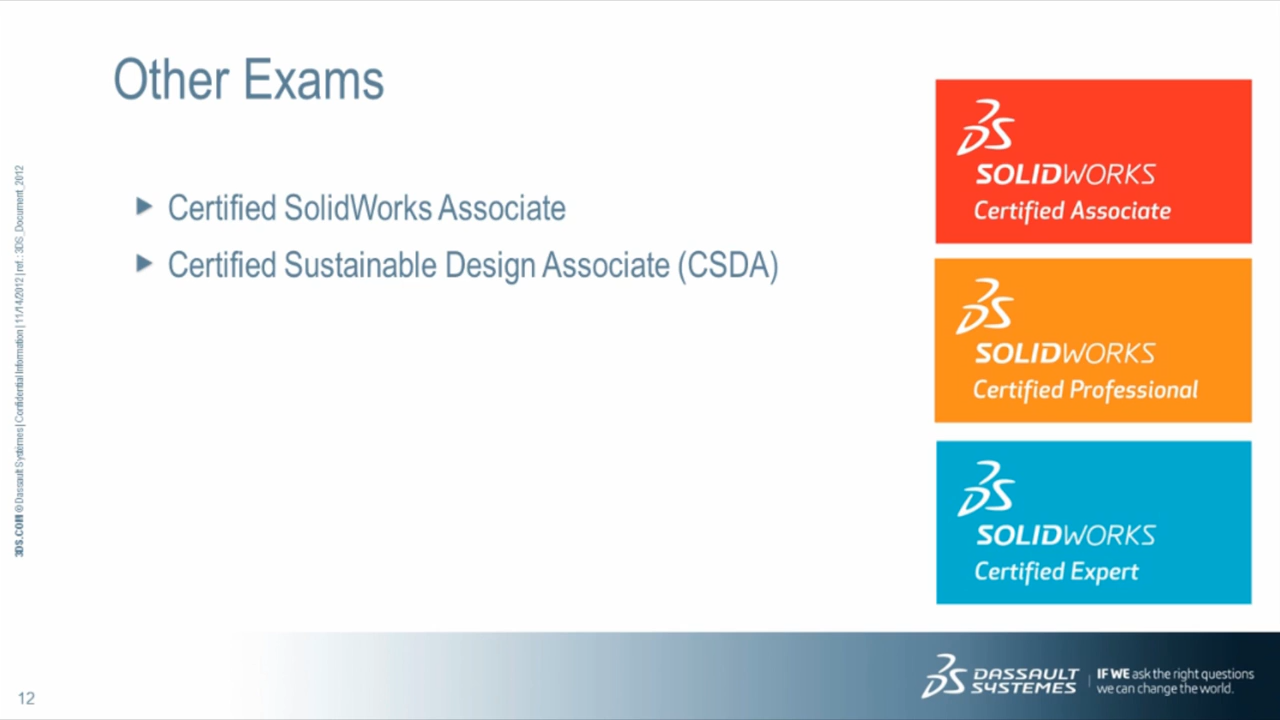 Other Exams
Certified SolidWorks Associate
Certified Sustainable Design Associate (CSDA)
SOLIDWORKS
Certified Associate
SOLIDWORKS
Certified Professional
SOLIDWORKS
Certified Expert
3DS.COM © Dassault Systèmes | Confidential Information | 11/14/2012 | ref.: 3DS_Document_2012
12
DASSAULT
SYSTEMES
IF WE ask the right questions
we can change the world.